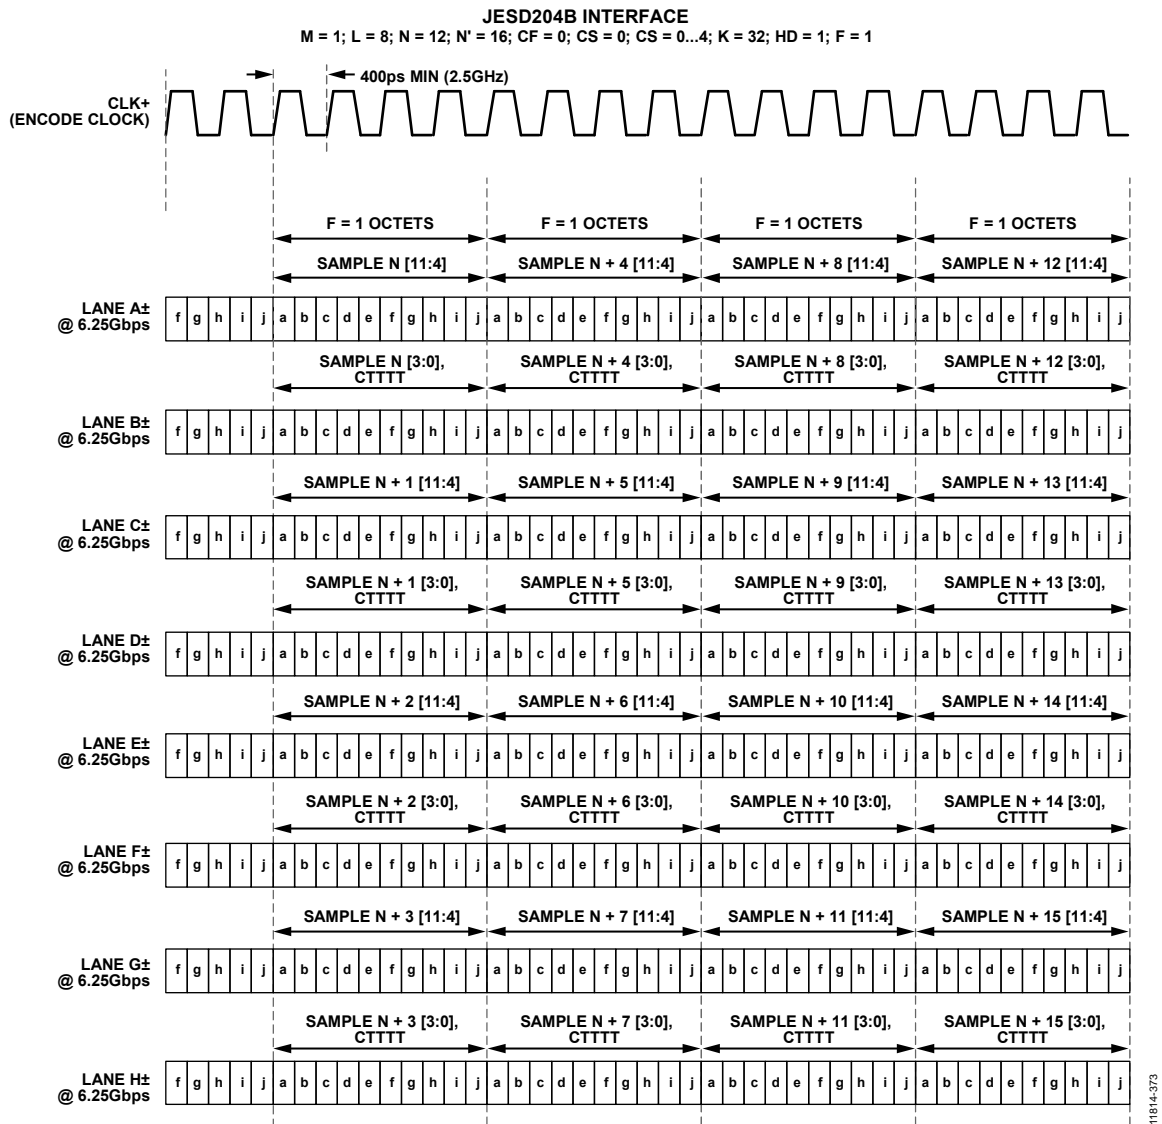 JESD204B INTERFACE
M = 1; L = 8; N = 12; N' = 16; CF = 0; CS = 0; CS = 0...4; K = 32; HD = 1; F = 1
400ps MIN (2.5GHz)
CLK+
(ENCODE CLOCK)
F = 1 OCTETS F = 1 OCTETS F = 1 OCTETS F = 1 OCTETS
SAMPLE N [11:4] SAMPLE N + 4 [11:4] SAMPLE N + 8 [11:4] SAMPLE N + 12 [11:4]
LANE A±
@ 6.25Gbps
f g h i j a b c d e f g h i j a b c d e f g h i j a b c d e f g h i j a b c d e f g h i j
SAMPLE N [3:0], SAMPLE N + 4 [3:0], SAMPLE N + 8 [3:0], SAMPLE N + 12 [3:0],
CTTTT CTTTT CTTTT CTTTT
LANE B±
@ 6.25Gbps
f g h i j a b c d e f g h i j a b c d e f g h i j a b c d e f g h i j a b c d e f g h i j
SAMPLE N + 1 [11:4] SAMPLE N + 5 [11:4] SAMPLE N + 9 [11:4] SAMPLE N + 13 [11:4]
LANE C±
@ 6.25Gbps
f g h i j a b c d e f g h i j a b c d e f g h i j a b c d e f g h i j a b c d e f g h i j
SAMPLE N + 1 [3:0], SAMPLE N + 5 [3:0], SAMPLE N + 9 [3:0], SAMPLE N + 13 [3:0],
CTTTT CTTTT CTTTT CTTTT
LANE D±
@ 6.25Gbps
f g h i j a b c d e f g h i j a b c d e f g h i j a b c d e f g h i j a b c d e f g h i j
SAMPLE N + 2 [11:4] SAMPLE N + 6 [11:4] SAMPLE N + 10 [11:4] SAMPLE N + 14 [11:4]
LANE E±
@ 6.25Gbps
f g h i j a b c d e f g h i j a b c d e f g h i j a b c d e f g h i j a b c d e f g h i j
SAMPLE N + 2 [3:0], SAMPLE N + 6 [3:0], SAMPLE N + 10 [3:0], SAMPLE N + 14 [3:0],
CTTTT CTTTT CTTTT CTTTT
LANE F±
@ 6.25Gbps
f g h i j a b c d e f g h i j a b c d e f g h i j a b c d e f g h i j a b c d e f g h i j
SAMPLE N + 3 [11:4] SAMPLE N + 7 [11:4] SAMPLE N + 11 [11:4] SAMPLE N + 15 [11:4]
LANE G±
@ 6.25Gbps
f g h i j a b c d e f g h i j a b c d e f g h i j a b c d e f g h i j a b c d e f g h i j
SAMPLE N + 3 [3:0], SAMPLE N + 7 [3:0], SAMPLE N + 11 [3:0], SAMPLE N + 15 [3:0],
CTTTT CTTTT CTTTT CTTTT
LANE H±
@ 6.25Gbps
f g h i j a b c d e f g h i j a b c d e f g h i j a b c d e f g h i j a b c d e f g h i j
11814-373